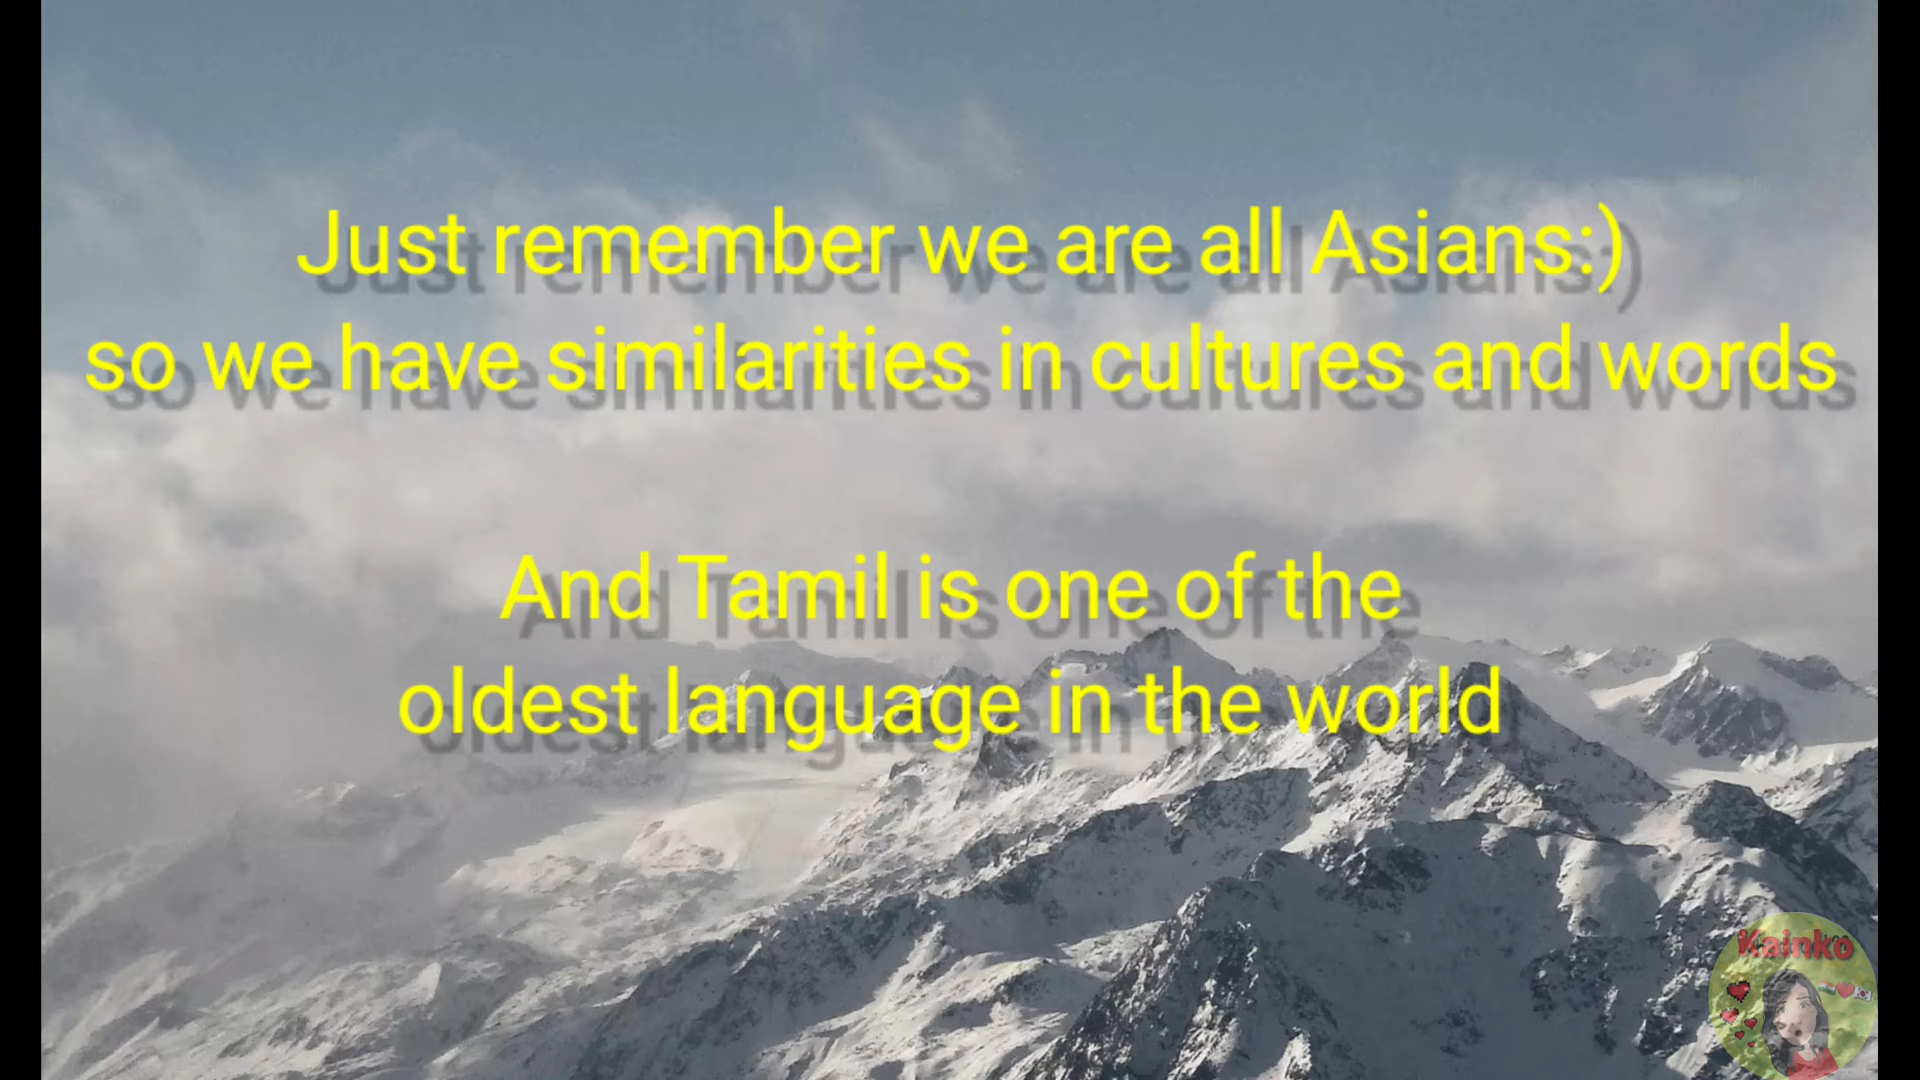 Just remember we are all Asians:)
so we have similarities in cultures and words
And Tamil is one of the
oldest language in the world
Kainko